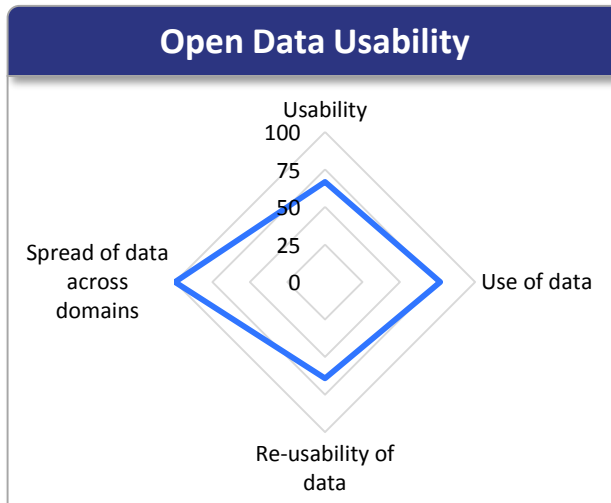 Open Data Usability
Usability
100
75
50
25
0
Spread of data
across
domains
Use of data
Re-usability of
data